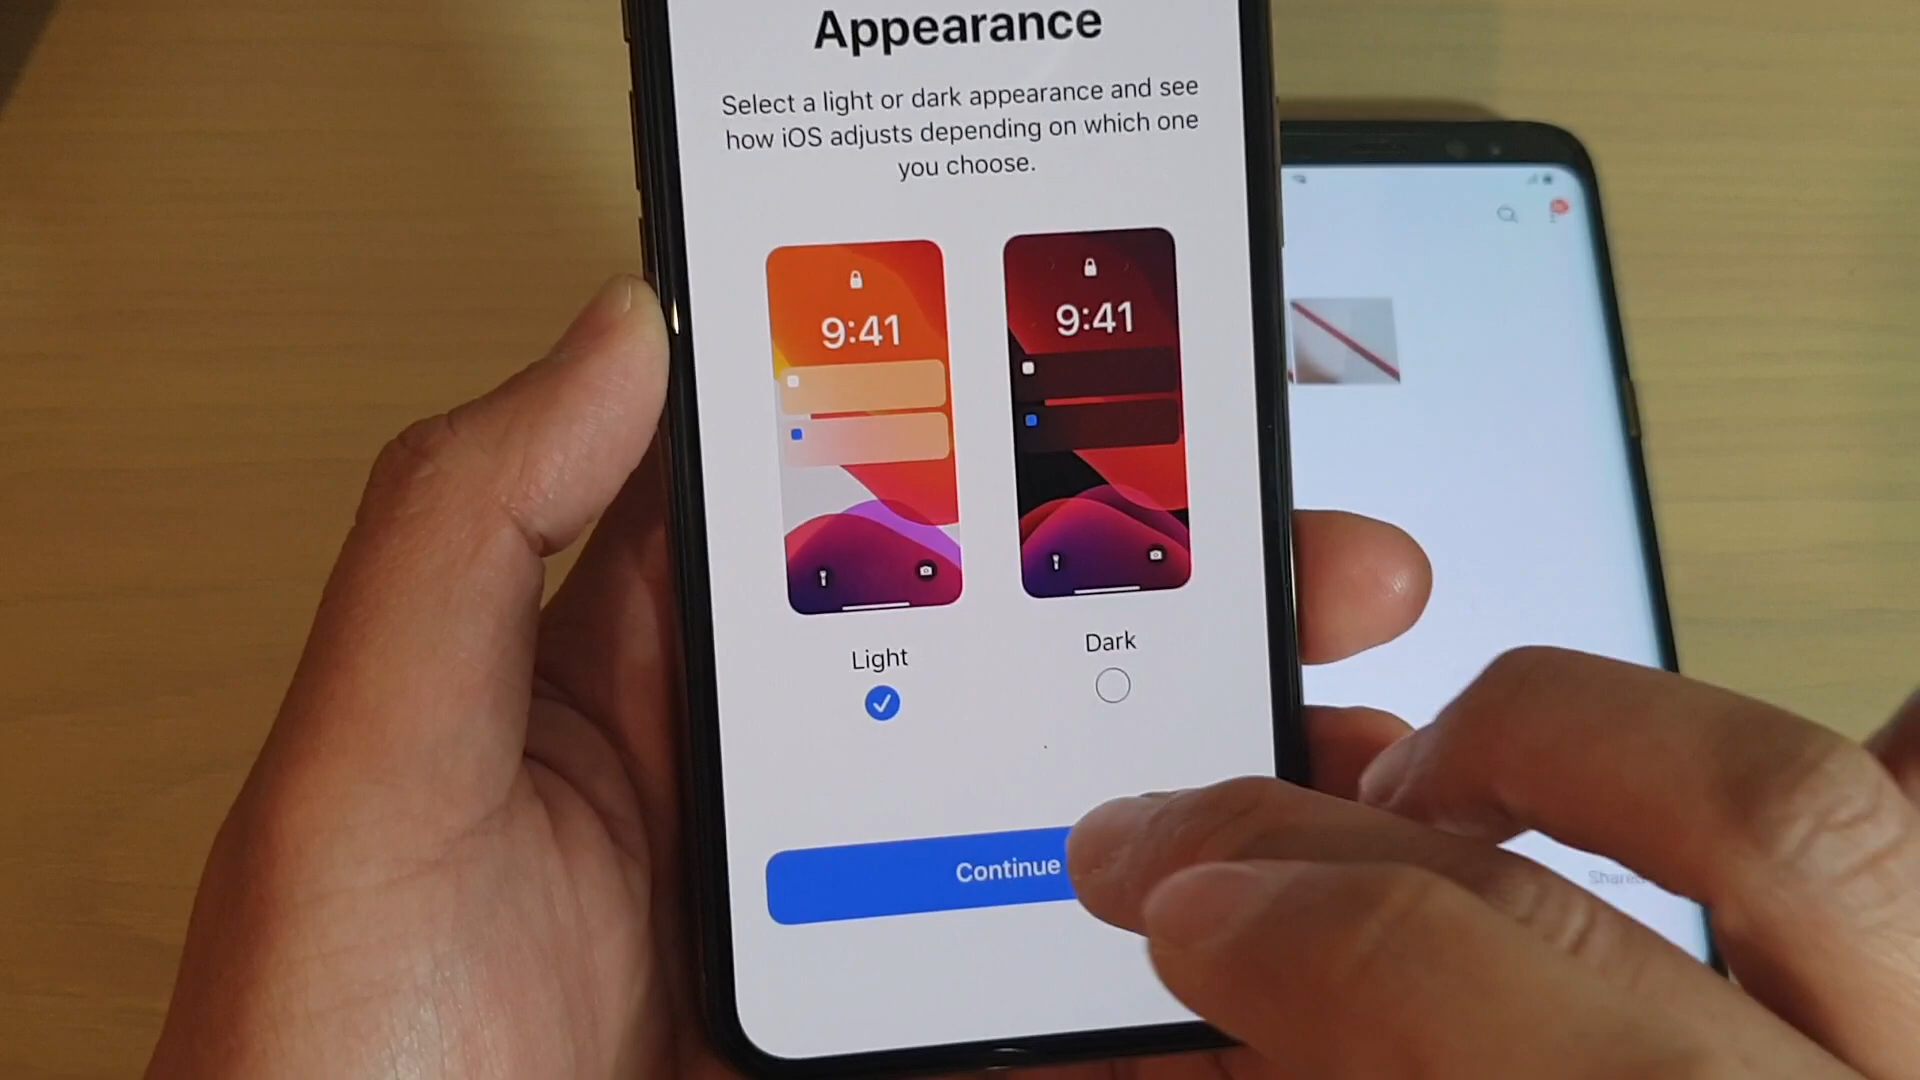 Appearance
Select a light or dark appearance and see
how iOS adjusts depending on which one
you choose.
9:41
9:41
Light
Dark
Continue